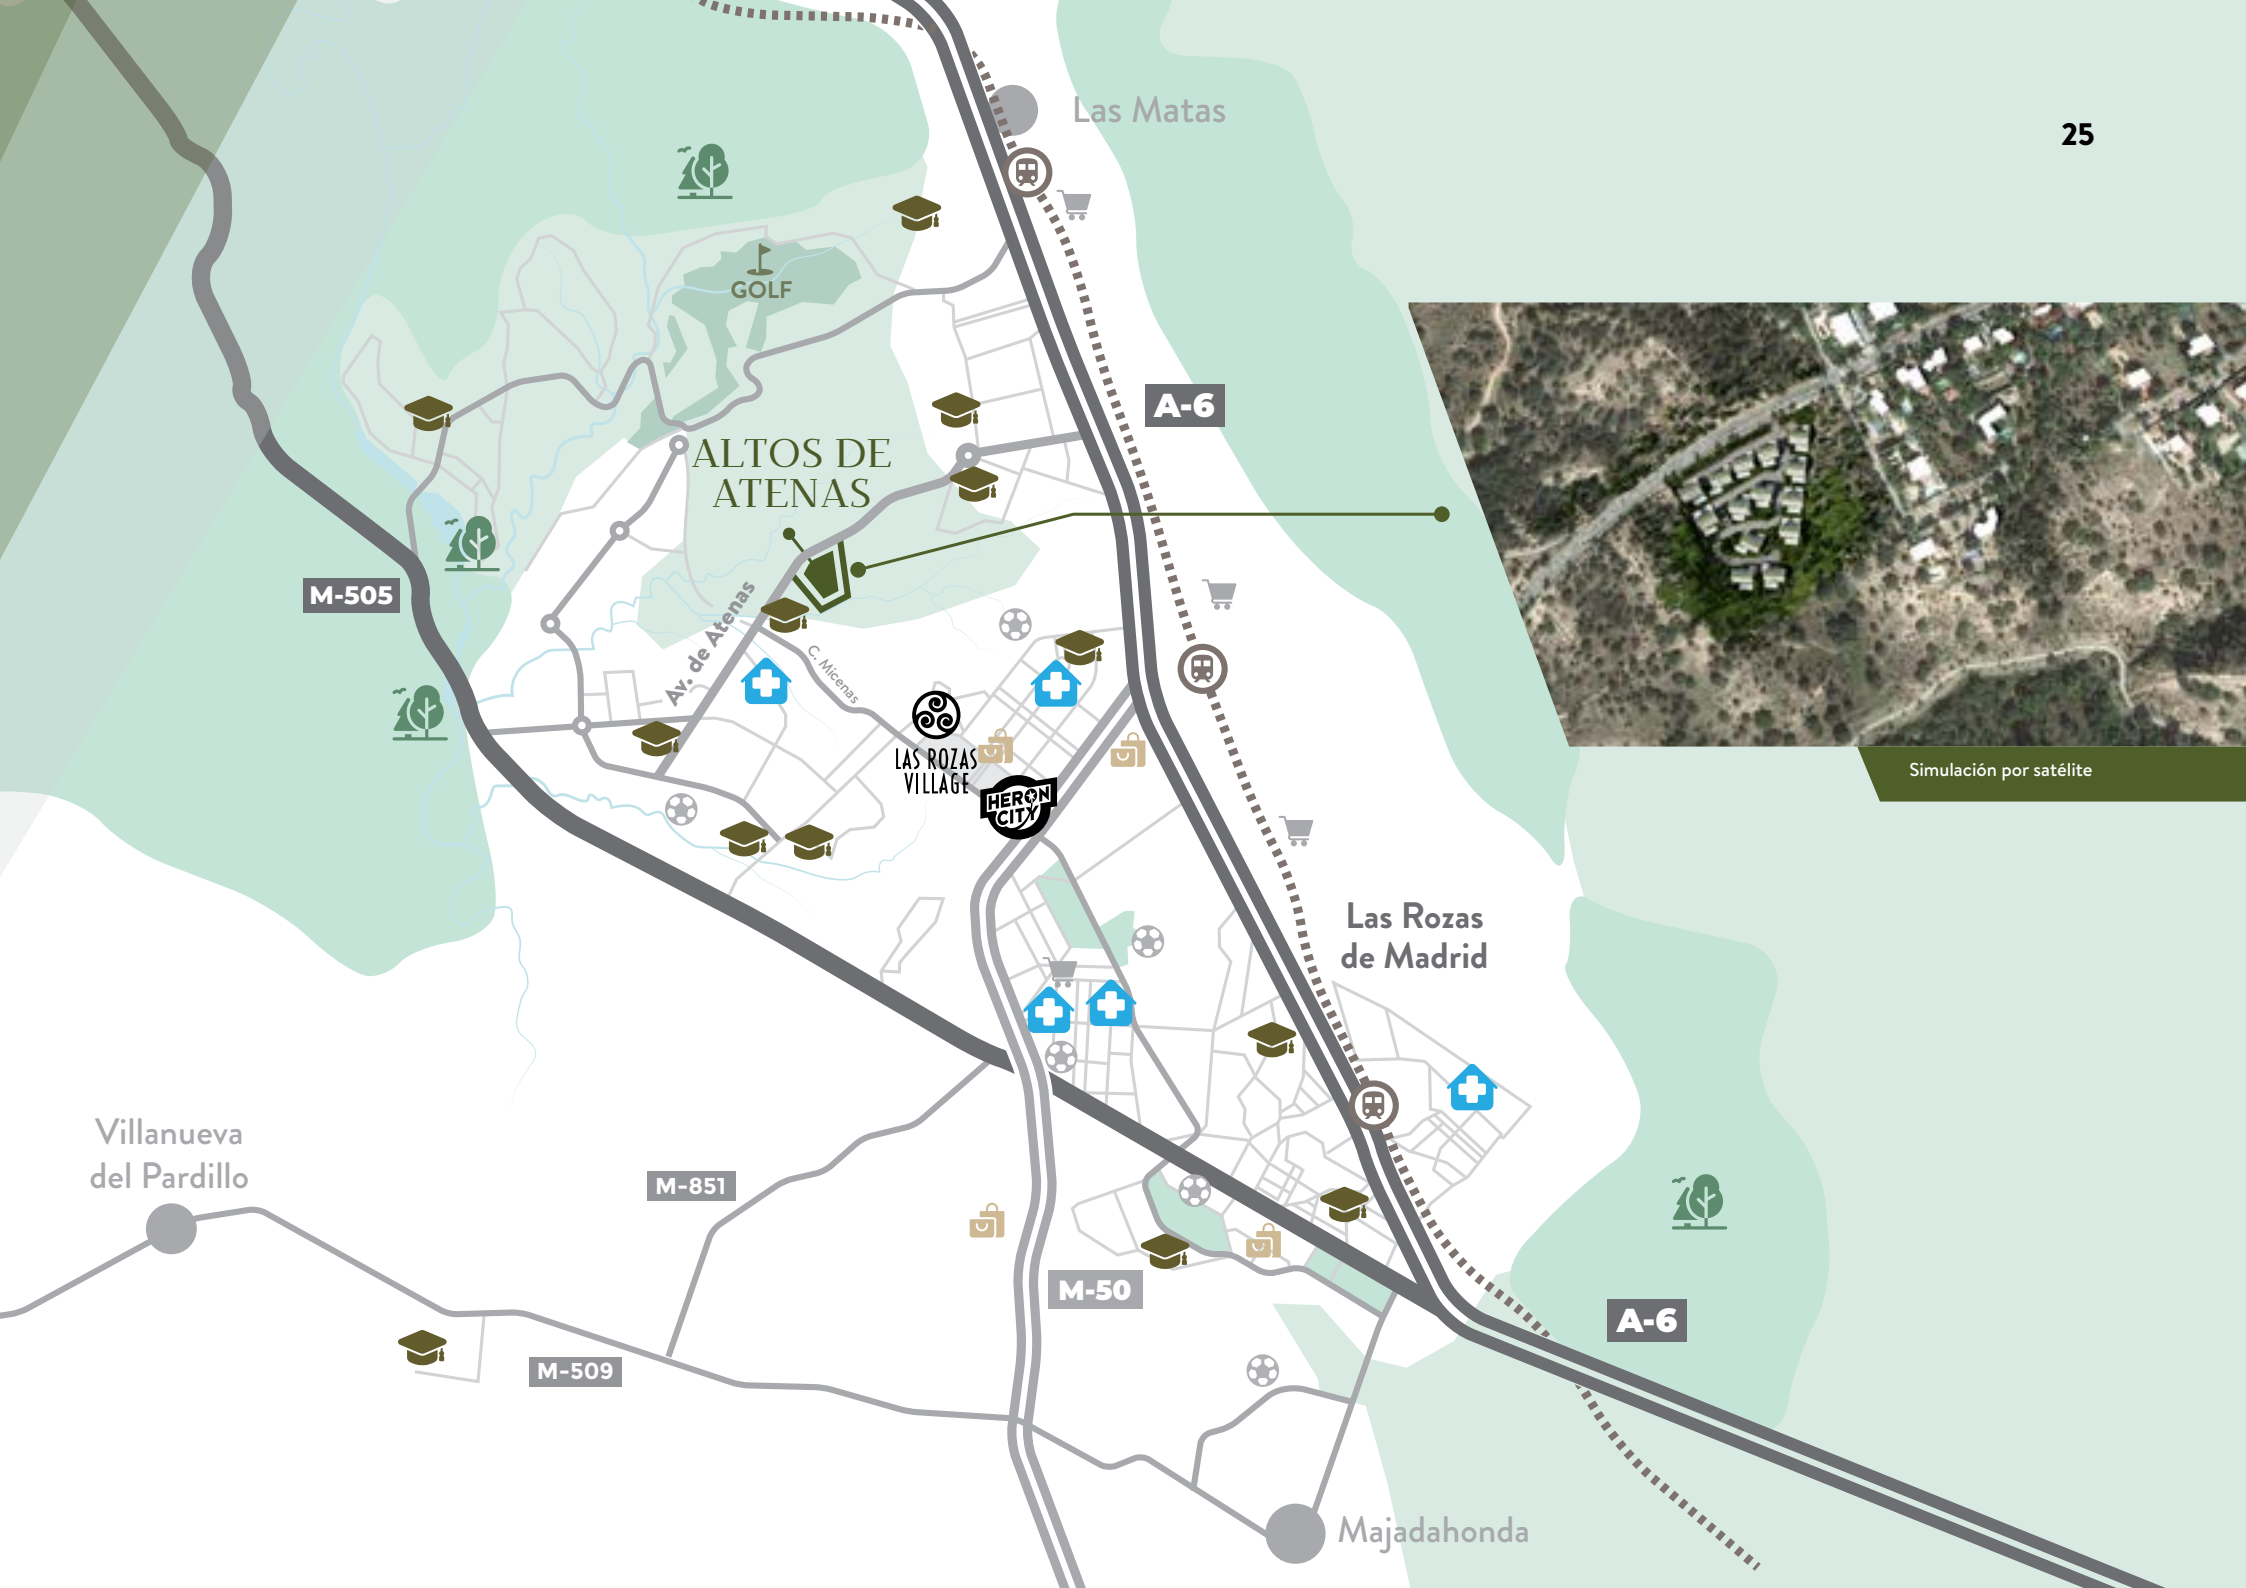 Las Matas
25
GOLF
A-6
ALTOS DE
ATENAS
M-505
Av. de Atenas
C. Micenas
LAS ROZAS
VILLAGE
HERON
CITY
Simulación por satélite
Las Rozas
de Madrid
Villanueva
del Pardillo
M-851
M-50
A-6
M-509
Majadahonda